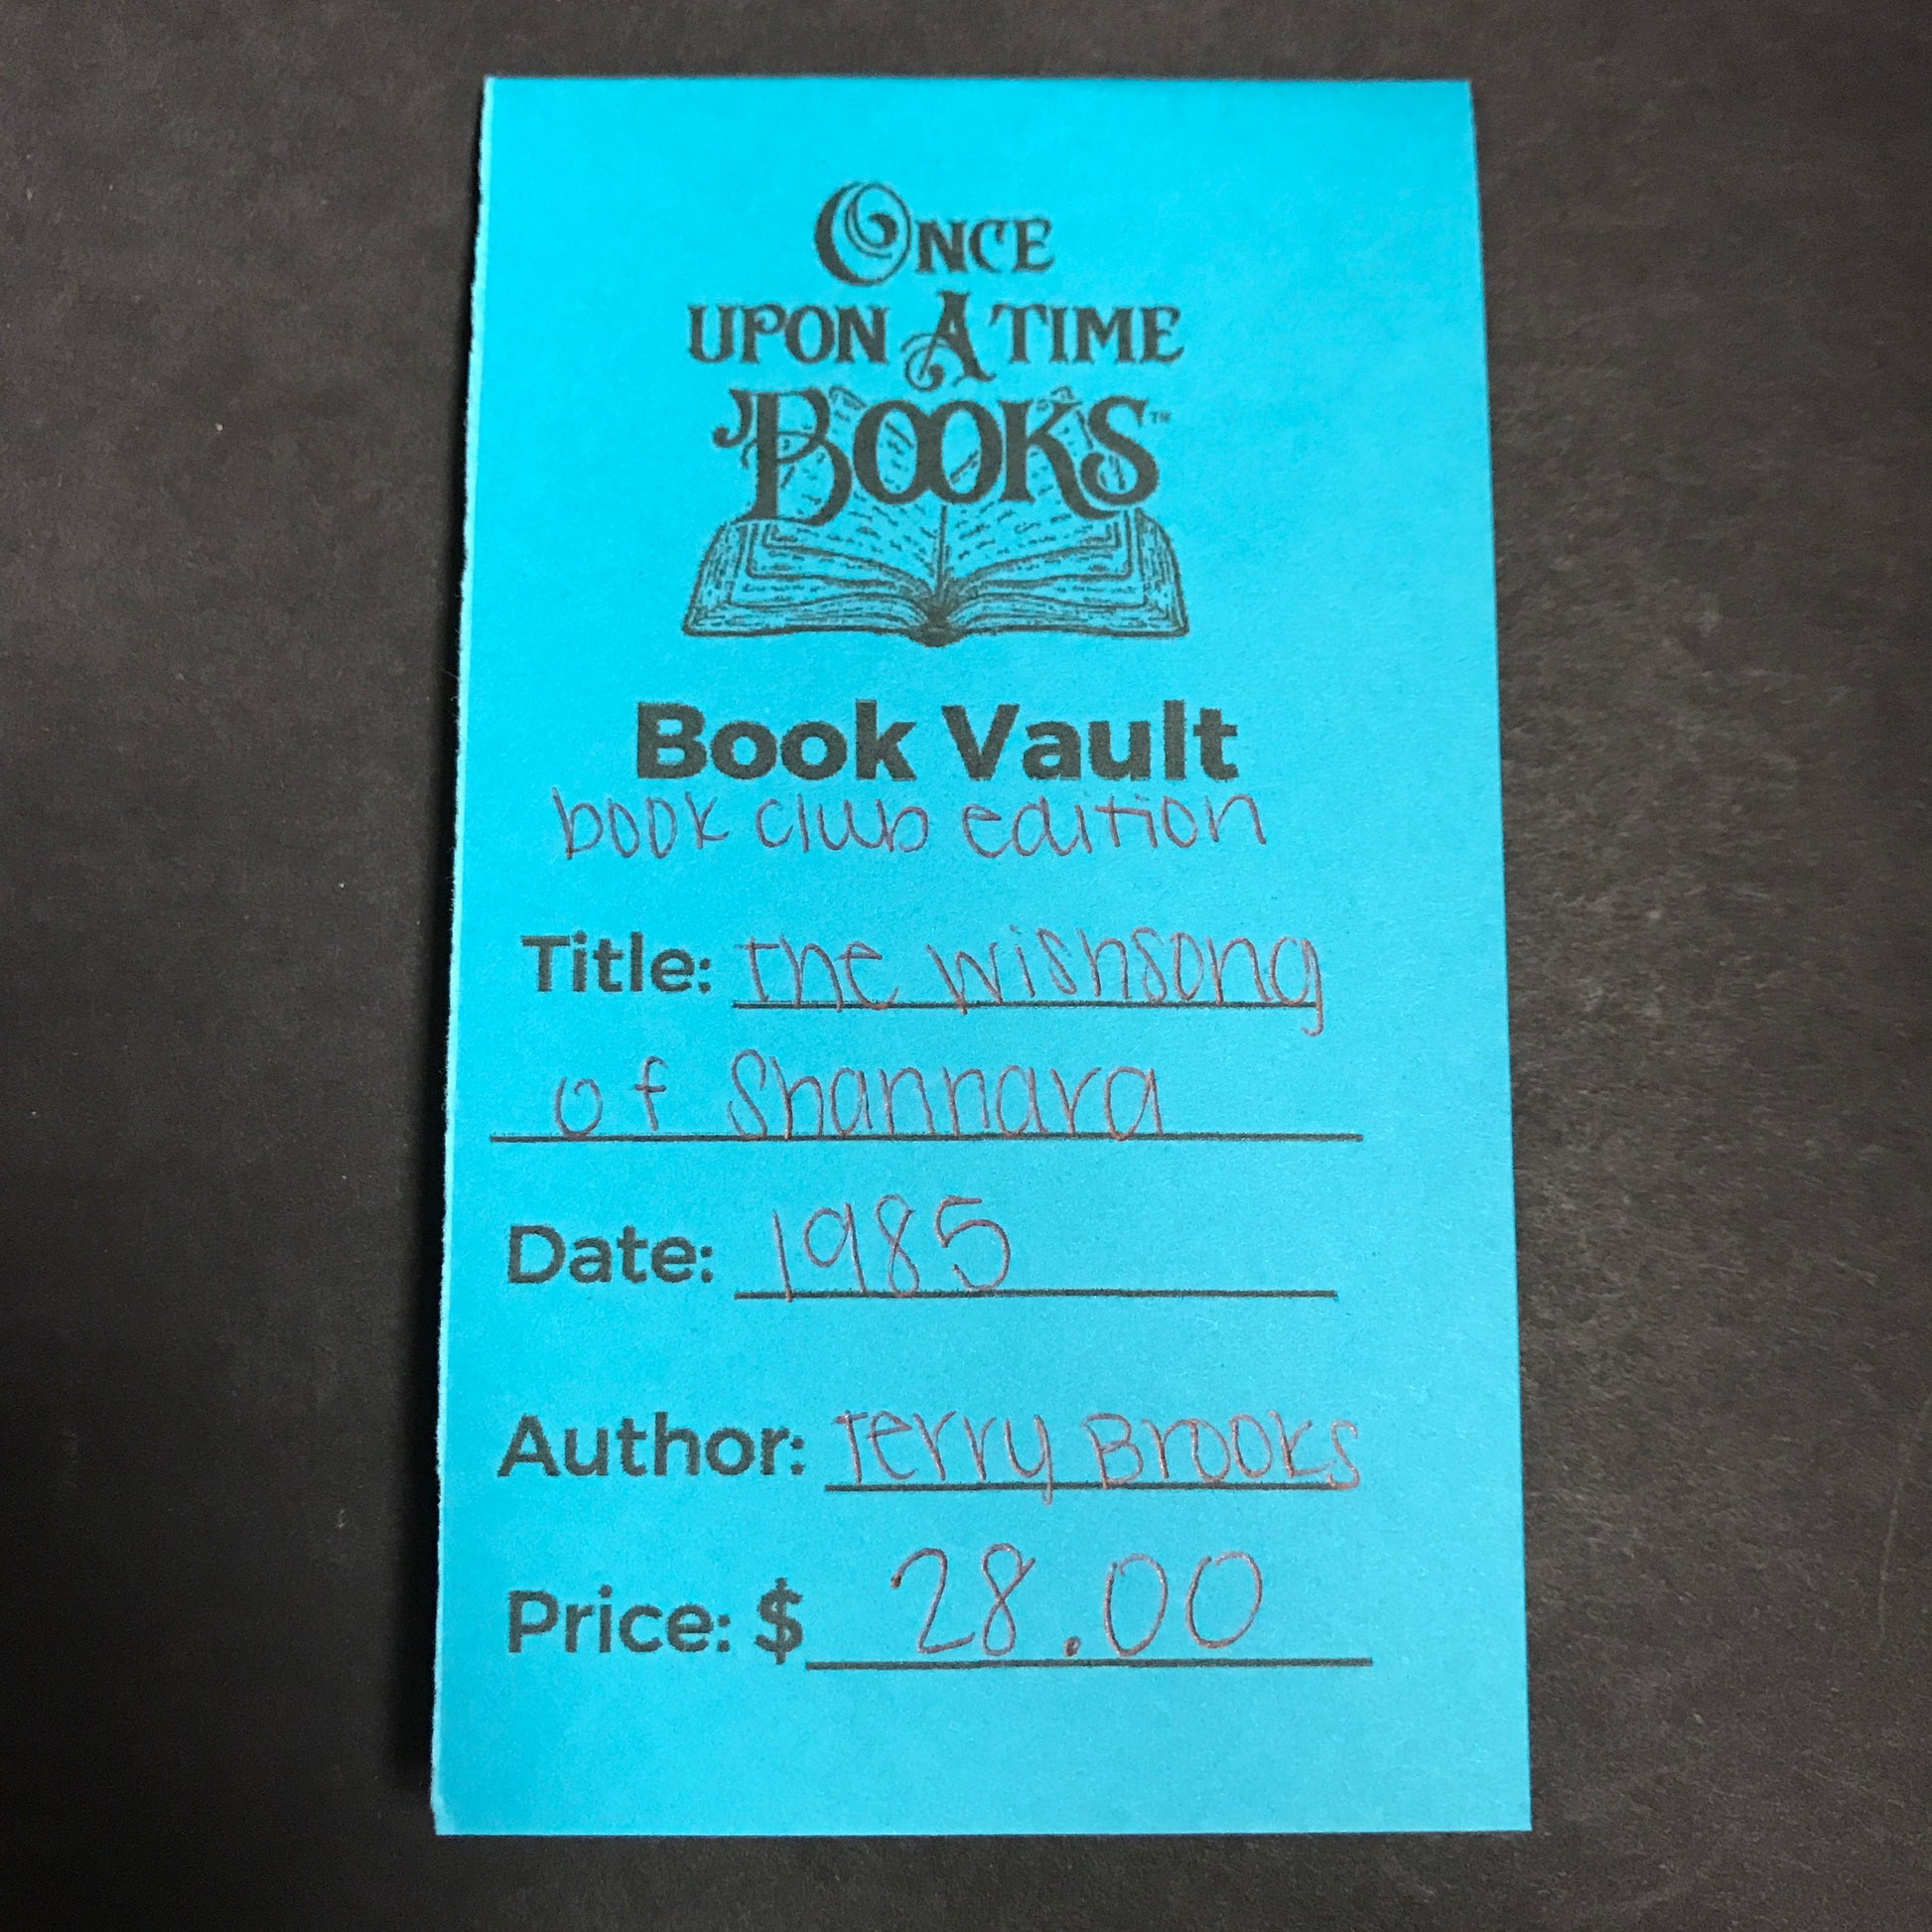 ONCE
UPON A TIME
BOOKS™
Book Vault
book club edition
Title: The Wishsong
of Shannara
Date: 1985
Author: Terry Brooks
Price: $ 28.00